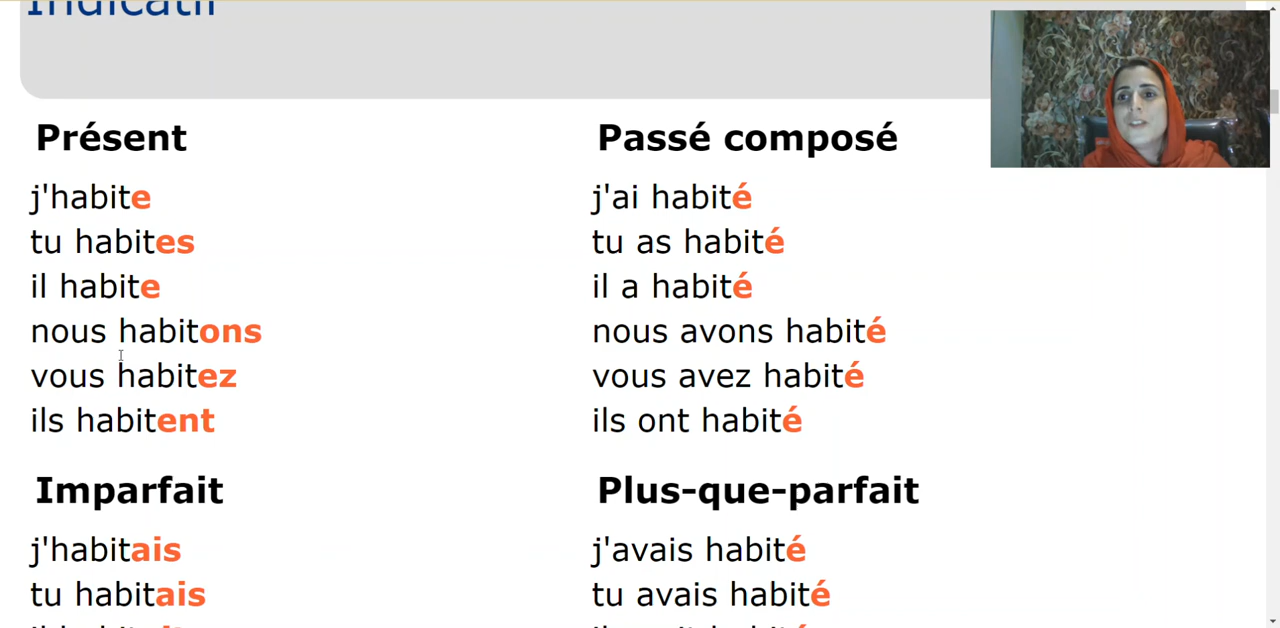 Indicatif
Présent
j'habite
tu habites
il habite
nous habitons
vous habitez
ils habitent
Passé composé
j'ai habité
tu as habité
il a habité
nous avons habité
vous avez habité
ils ont habité
Imparfait
j'habitais
tu habitais
Plus-que-parfait
j'avais habité
tu avais habité